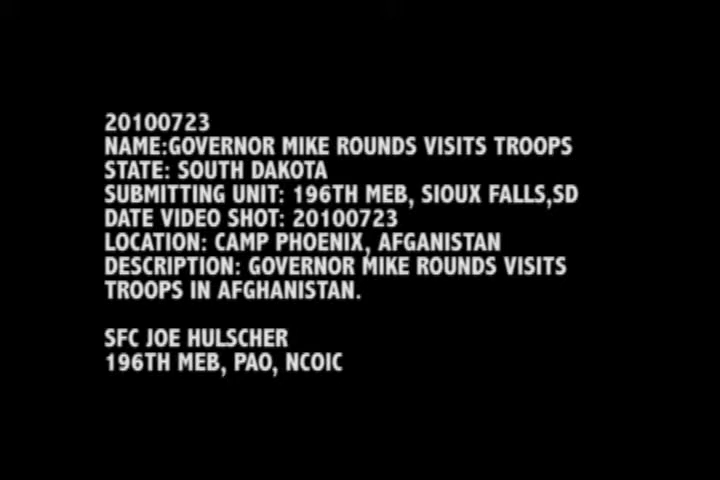 20100723
NAME:GOVERNOR MIKE ROUNDS VISITS TROOPS
STATE: SOUTH DAKOTA
SUBMITTING UNIT: 196TH MEB, SIOUX FALLS,SD
DATE VIDEO SHOT: 20100723
LOCATION: CAMP PHOENIX, AFGANISTAN
DESCRIPTION: GOVERNOR MIKE ROUNDS VISITS
TROOPS IN AFGHANISTAN.
SFC JOE HULSCHER
196TH MEB, PAO, NCOIC